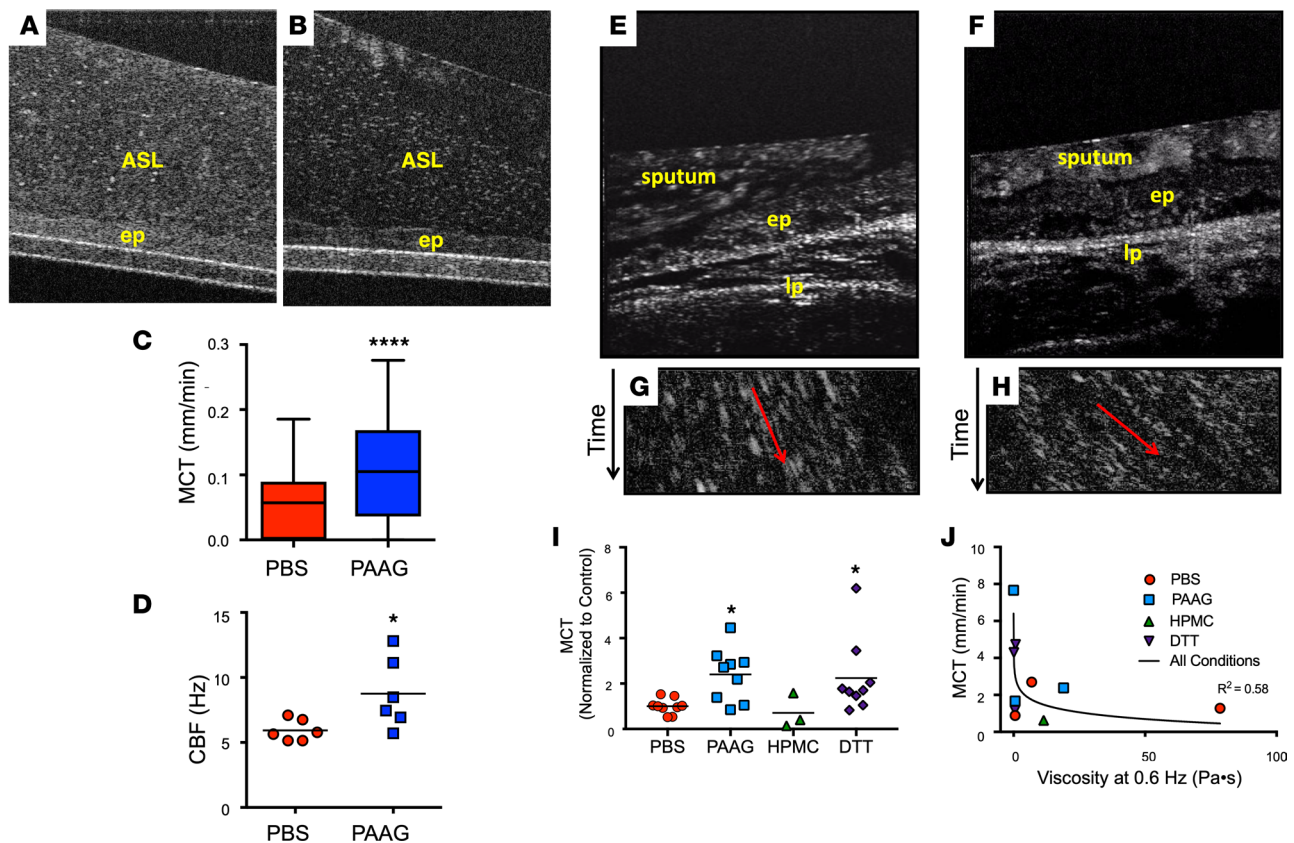 A
B
ASL
ASL
ep
ep
E
F
sputum
ep
lp
sputum
ep
lp
C
MCT (mm/min)
0.3
0.2
0.1
0.0
****
PBS
PAAG
G
H
Time
Time
D
CBF (Hz)
15
10
5
0
*
PBS
PAAG
I
MCT
(Normalized to Control)
8
6
4
2
0
*
*
PBS
PAAG
HPMC
DTT
J
MCT (mm/min)
10
8
6
4
2
0
PBS
PAAG
HPMC
DTT
All Conditions
R² = 0.58
0
50
100
Viscosity at 0.6 Hz (Pa•s)